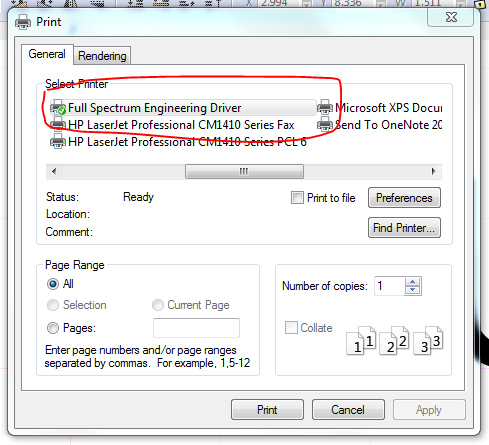 X: 2.994 Y: 8.336 W: 1.511
Print
General Rendering
Select Printer
Full Spectrum Engineering Driver Microsoft XPS Docum
HP LaserJet Professional CM1410 Series Fax Send To OneNote 20
HP LaserJet Professional CM1410 Series PCL 6
Status: Ready Print to file Preferences
Location:
Comment: Find Printer...
Page Range
All Number of copies: 1
Selection Current Page
Pages: Collate
1 1 2 2 3 3
Enter page numbers and/or page ranges
separated by commas. For example, 1,5-12
Print Cancel Apply